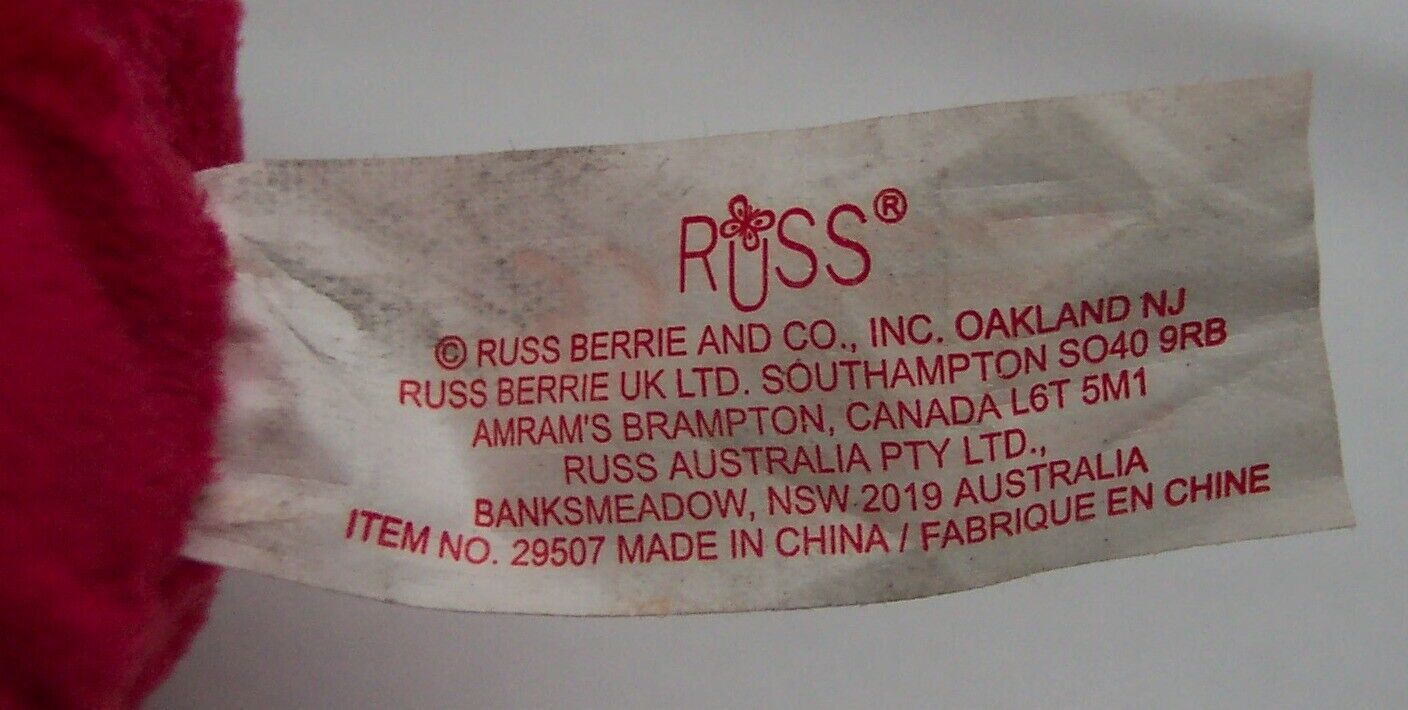 RUSS®
© RUSS BERRIE AND CO., INC. OAKLAND NJ
RUSS BERRIE UK LTD. SOUTHAMPTON SO40 9RB
AMRAM'S BRAMPTON, CANADA L6T 5M1
RUSS AUSTRALIA PTY LTD.,
BANKSMEADOW, NSW 2019 AUSTRALIA
ITEM NO. 29507 MADE IN CHINA / FABRIQUE EN CHINE